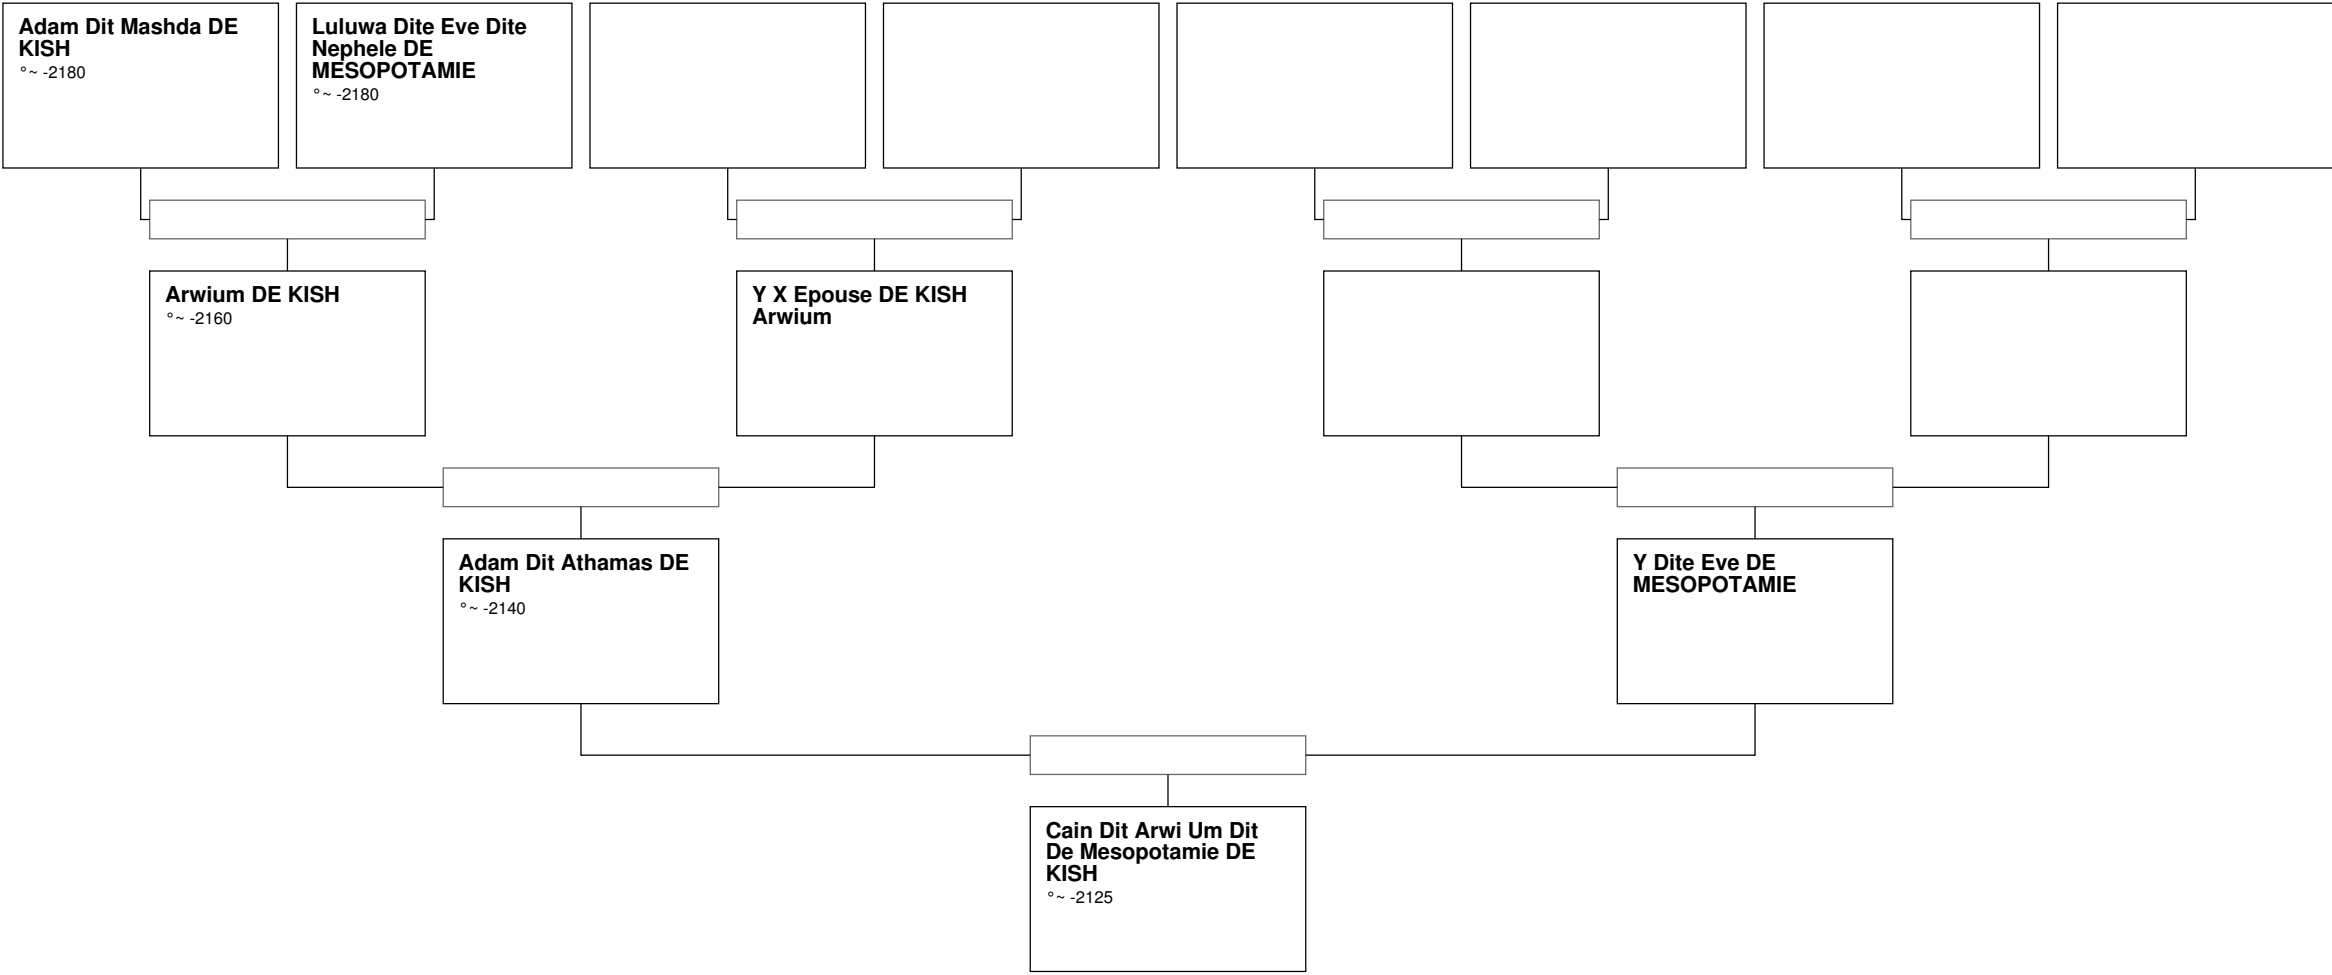 Adam Dit Mashda DE
KISH
°~ -2180
Luluwa Dite Eve Dite
Nephele DE
MESOPOTAMIE
°~ -2180
Arwium DE KISH
°~ -2160
Y X Epouse DE KISH
Arwium
Adam Dit Athamas DE
KISH
°~ -2140
Y Dite Eve DE
MESOPOTAMIE
Cain Dit Arwi Um Dit
De Mesopotamie DE
KISH
°~ -2125